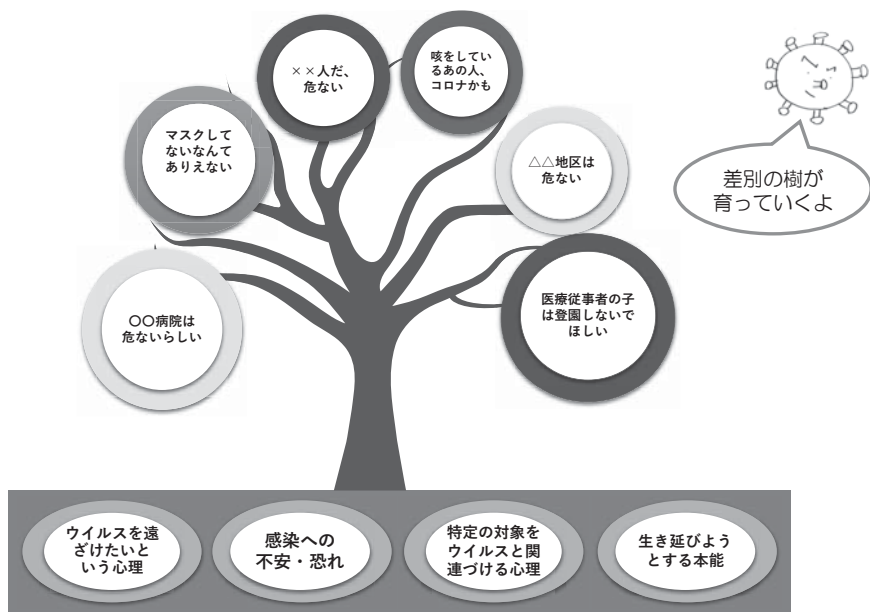 ××人だ、
危ない
咳をしてい
るあの人、
コロナかも
マスクして
ないなんて
ありえない
△△地区は
危ない
差別の樹が
育っていくよ
〇〇病院は
危ないらしい
医療従事者の子
は登園しないで
ほしい
ウイルスを遠
ざけたいと
いう心理
感染への
不安・恐れ
特定の対象を
ウイルスと関
連づける心理
生き延びよう
とする本能